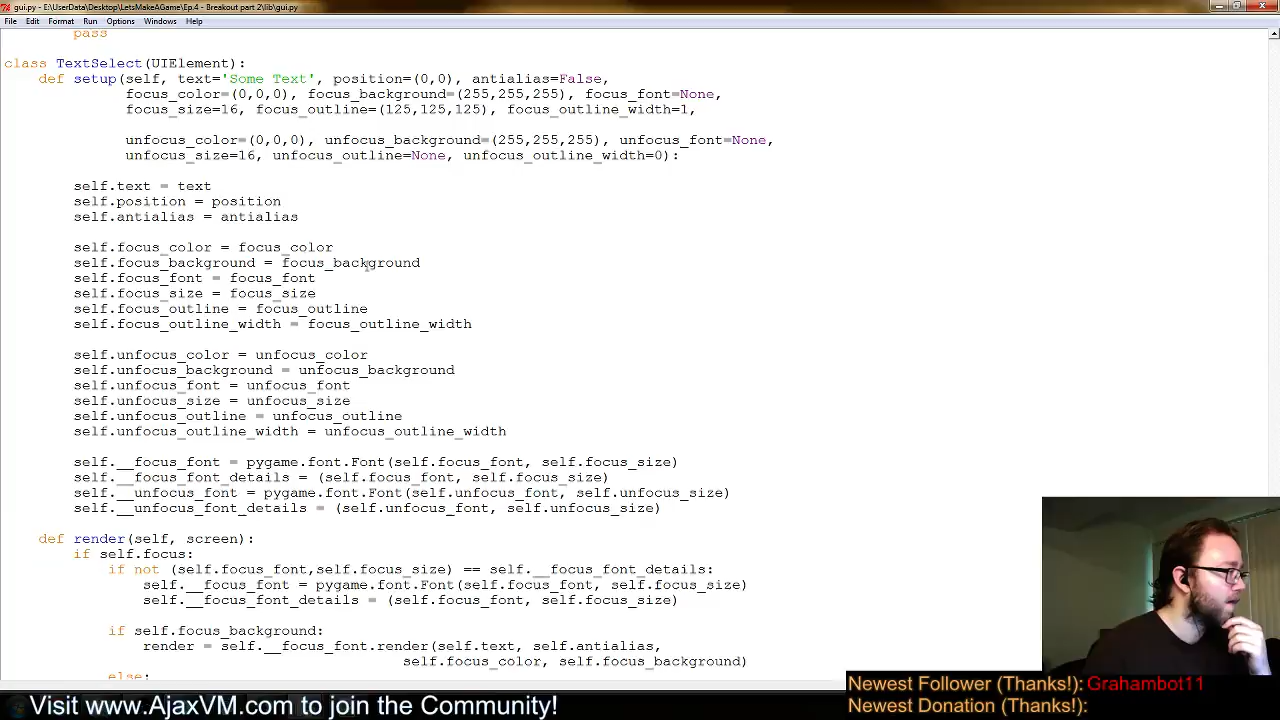 gui.py - E:\UserData\Desktop\LetsMakeAGame\Ep.4 - Breakout part 2\lib\gui.py
File Edit Format Run Options Windows Help
pass
class TextSelect(UIElement):
def setup(self, text='Some Text', position=(0,0), antialias=False,
focus_color=(0,0,0), focus_background=(255,255,255), focus_font=None,
focus_size=16, focus_outline=(125,125,125), focus_outline_width=1,
unfocus_color=(0,0,0), unfocus_background=(255,255,255), unfocus_font=None,
unfocus_size=16, unfocus_outline=None, unfocus_outline_width=0):
self.text = text
self.position = position
self.antialias = antialias
self.focus_color = focus_color
self.focus_background = focus_background
self.focus_font = focus_font
self.focus_size = focus_size
self.focus_outline = focus_outline
self.focus_outline_width = focus_outline_width
self.unfocus_color = unfocus_color
self.unfocus_background = unfocus_background
self.unfocus_font = unfocus_font
self.unfocus_size = unfocus_size
self.unfocus_outline = unfocus_outline
self.unfocus_outline_width = unfocus_outline_width
self.__focus_font = pygame.font.Font(self.focus_font, self.focus_size)
self.__focus_font_details = (self.focus_font, self.focus_size)
self.__unfocus_font = pygame.font.Font(self.unfocus_font, self.unfocus_size)
self.__unfocus_font_details = (self.unfocus_font, self.unfocus_size)
def render(self, screen):
if self.focus:
if not (self.focus_font,self.focus_size) == self.__focus_font_details:
self.__focus_font = pygame.font.Font(self.focus_font, self.focus_size)
self.__focus_font_details = (self.focus_font, self.focus_size)
if self.focus_background:
render = self.__focus_font.render(self.text, self.antialias,
self.focus_color, self.focus_background)
else:
Newest Follower (Thanks!): Grahambot11
Newest Donation (Thanks!):
Visit www.AjaxVM.com to join the Community!